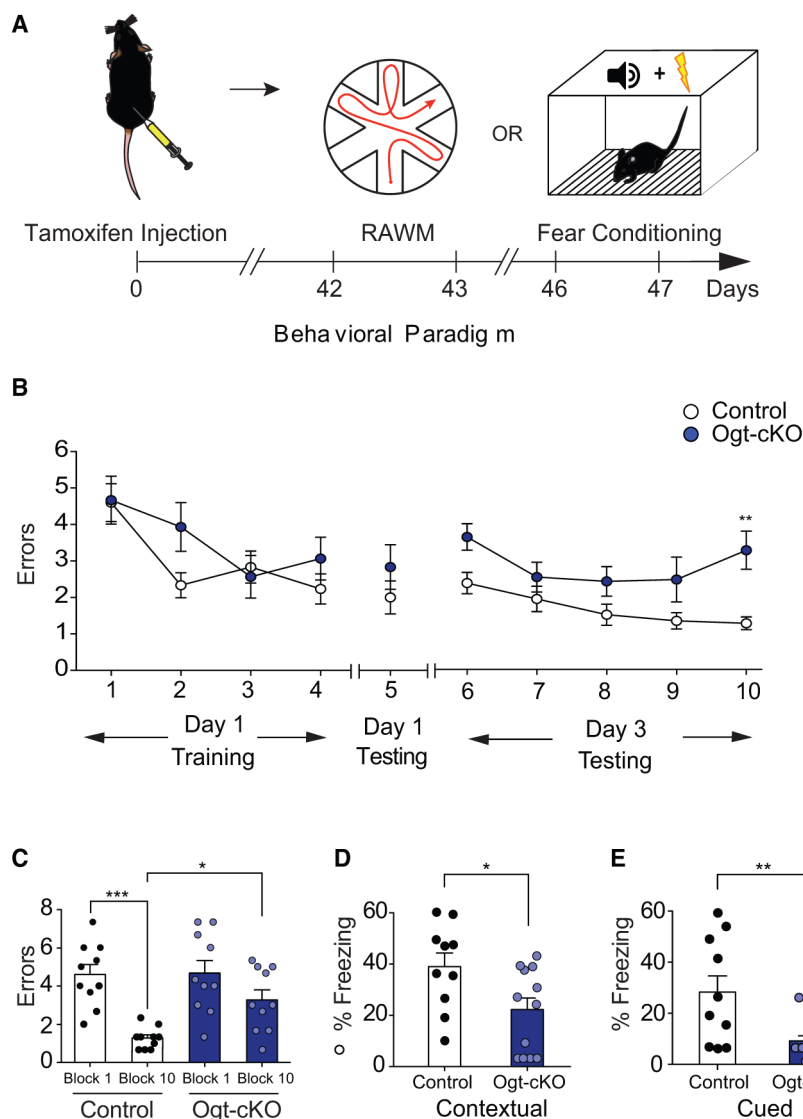 A
OR
Tamoxifen Injection RAWM Fear Conditioning
0 42 43 46 47 Days
Beha vioral Paradig m
B
Control
Ogt-cKO
Errors
6
5
4
3
2
1
0
**
1 2 3 4 5 6 7 8 9 10
Day 1 Training
Day 1 Testing
Day 3 Testing
C
Errors
8
6
4
2
0
***
*
Block 1 Block 10 Block 1 Block 10
Control Ogt-cKO
D
% Freezing
60
40
20
0
*
Control Ogt-cKO
Contextual
E
% Freezing
60
40
20
0
**
Control Ogt-
Cued